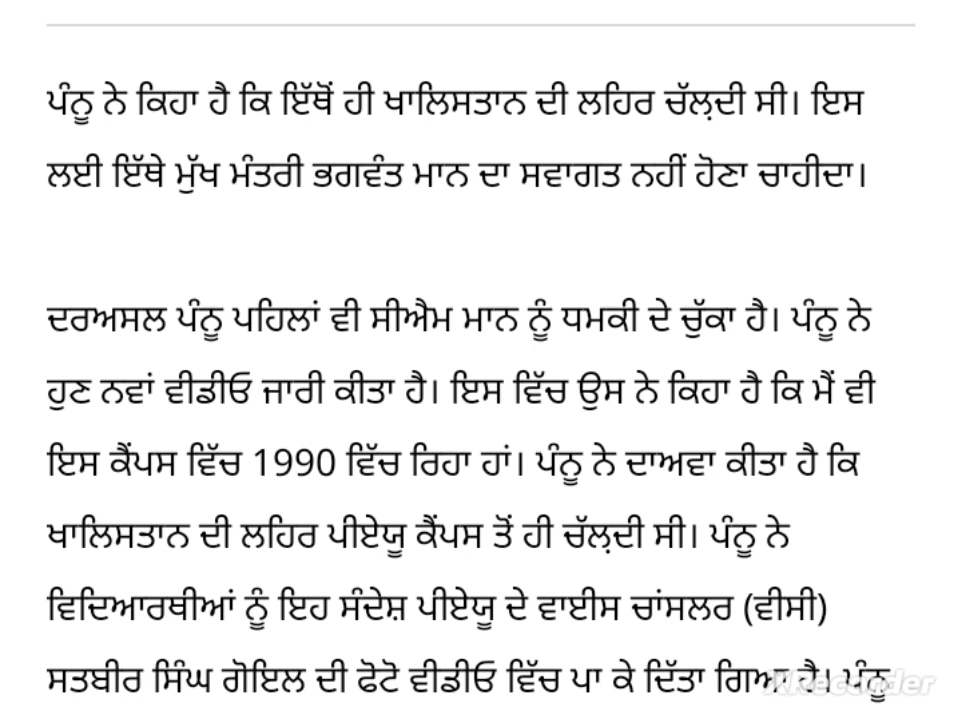 ਪੰਨੂ ਨੇ ਕਿਹਾ ਹੈ ਕਿ ਇੱਥੋਂ ਹੀ ਖਾਲਿਸਤਾਨ ਦੀ ਲਹਿਰ ਚੱਲ਼ਦੀ ਸੀ। ਇਸ
ਲਈ ਇੱਥੇ ਮੁੱਖ ਮੰਤਰੀ ਭਗਵੰਤ ਮਾਨ ਦਾ ਸਵਾਗਤ ਨਹੀਂ ਹੋਣਾ ਚਾਹੀਦਾ।
ਦਰਅਸਲ ਪੰਨੂ ਪਹਿਲਾਂ ਵੀ ਸੀਐਮ ਮਾਨ ਨੂੰ ਧਮਕੀ ਦੇ ਚੁੱਕਾ ਹੈ। ਪੰਨੂ ਨੇ
ਹੁਣ ਨਵਾਂ ਵੀਡੀਓ ਜਾਰੀ ਕੀਤਾ ਹੈ। ਇਸ ਵਿੱਚ ਉਸ ਨੇ ਕਿਹਾ ਹੈ ਕਿ ਮੈਂ ਵੀ
ਇਸ ਕੈਂਪਸ ਵਿੱਚ 1990 ਵਿੱਚ ਰਿਹਾ ਹਾਂ। ਪੰਨੂ ਨੇ ਦਾਅਵਾ ਕੀਤਾ ਹੈ ਕਿ
ਖਾਲਿਸਤਾਨ ਦੀ ਲਹਿਰ ਪੀਏਯੂ ਕੈਂਪਸ ਤੋਂ ਹੀ ਚੱਲ਼ਦੀ ਸੀ। ਪੰਨੂ ਨੇ
ਵਿਦਿਆਰਥੀਆਂ ਨੂੰ ਇਹ ਸੰਦੇਸ਼ ਪੀਏਯੂ ਦੇ ਵਾਈਸ ਚਾਂਸਲਰ (ਵੀਸੀ)
ਸਤਬੀਰ ਸਿੰਘ ਗੋਇਲ ਦੀ ਫੋਟੋ ਵੀਡੀਓ ਵਿੱਚ ਪਾ ਕੇ ਦਿੱਤਾ ਗਿਆ ਹੈ। ਪੰਨੂ
XRecorder